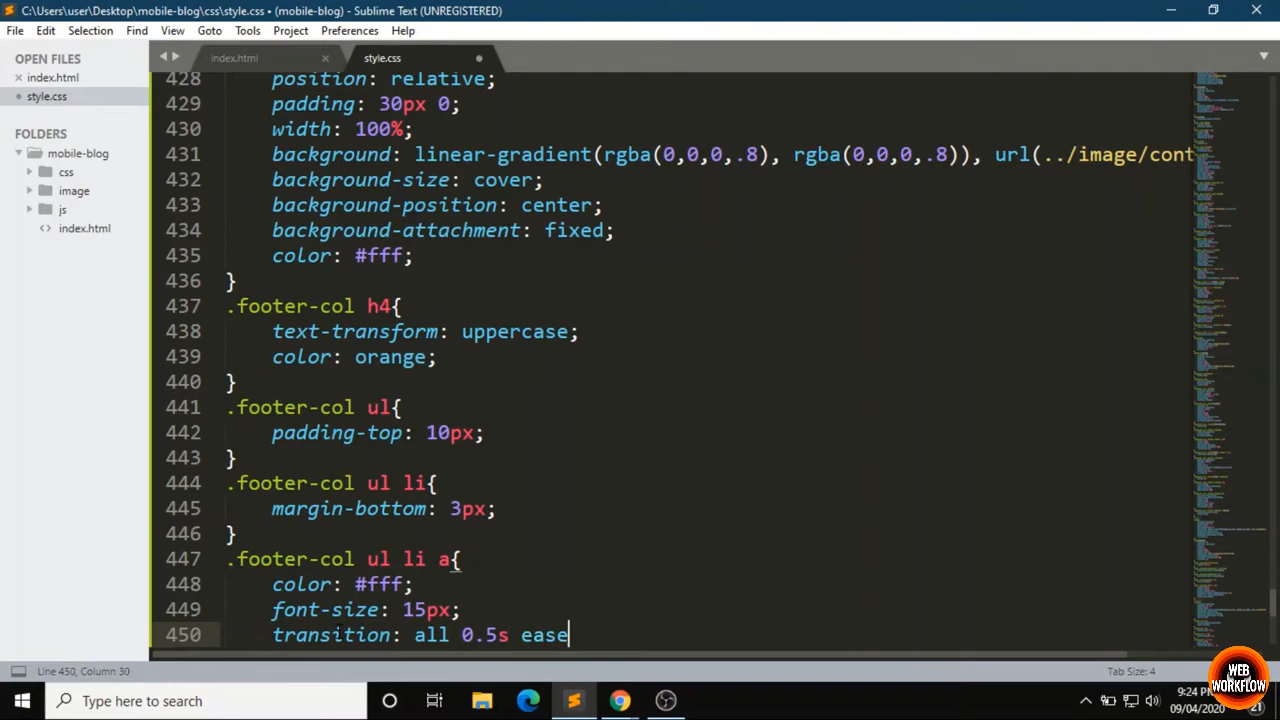 C:\Users\user\Desktop\mobile-blog\css\style.css • (mobile-blog) - Sublime Text (UNREGISTERED)
File Edit Selection Find View Goto Tools Project Preferences Help
OPEN FILES
index.html
style.css
FOLDERS
mobile-blog
css
image
js
index.html
index.html style.css
428 position: relative;
429 padding: 30px 0;
430 width: 100%;
431 background: linear-gradient(rgba(0,0,0,.8), rgba(0,0,0,.8)), url(../image/cont
432 background-size: cover;
433 background-position: center;
434 background-attachment: fixed;
435 color: #fff;
436 }
437 .footer-col h4{
438 text-transform: uppercase;
439 color: orange;
440 }
441 .footer-col ul{
442 padding-top: 10px;
443 }
444 .footer-col ul li{
445 margin-bottom: 3px;
446 }
447 .footer-col ul li a{
448 color: #fff;
449 font-size: 15px;
450 transition: all 0.5s ease
Line 450, Column 30 Tab Size: 4
Type here to search
9:24 PM
09/04/2020
21
WEB
WORKFLOW